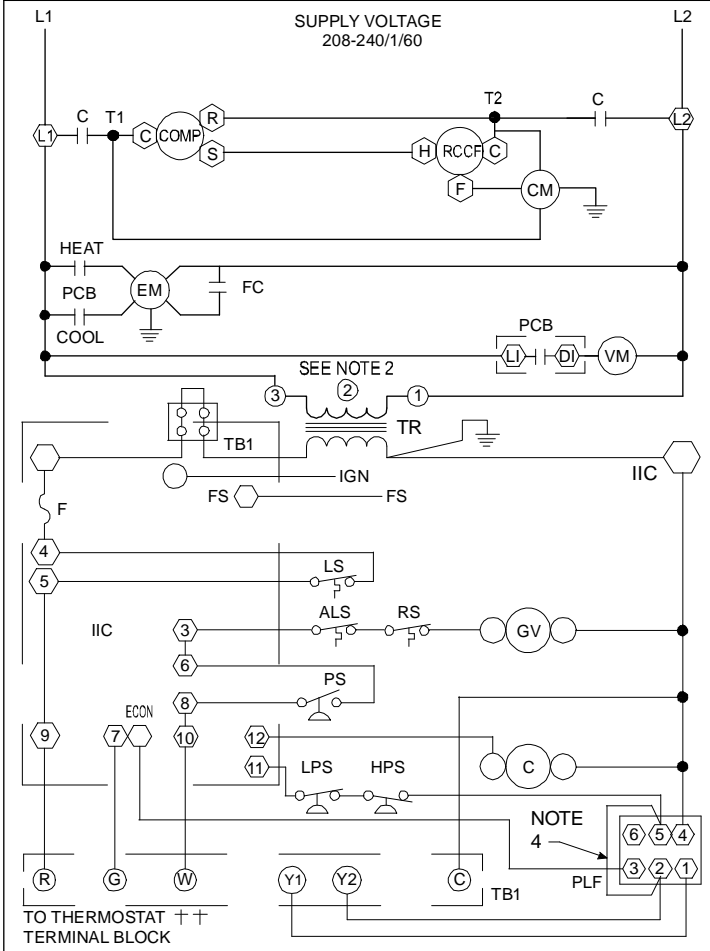 L1 SUPPLY VOLTAGE L2
208-240/1/60
C T1 R T2 C
L1 C COMP L2
S H RCCF C
F CM
HEAT
EM FC
PCB
COOL
PCB
LI DI VM
SEE NOTE 2
3 2 1
TR
TB1
IGN IIC
FS FS
F
4
5 LS
ALS RS
IIC 3 GV
6
PS
8
ECON
9 7 10 12
C
11 LPS HPS
NOTE
4
6 5 4
3 2 1
PLF
R G W Y1 Y2 C
TB1
TO THERMOSTAT ++
TERMINAL BLOCK